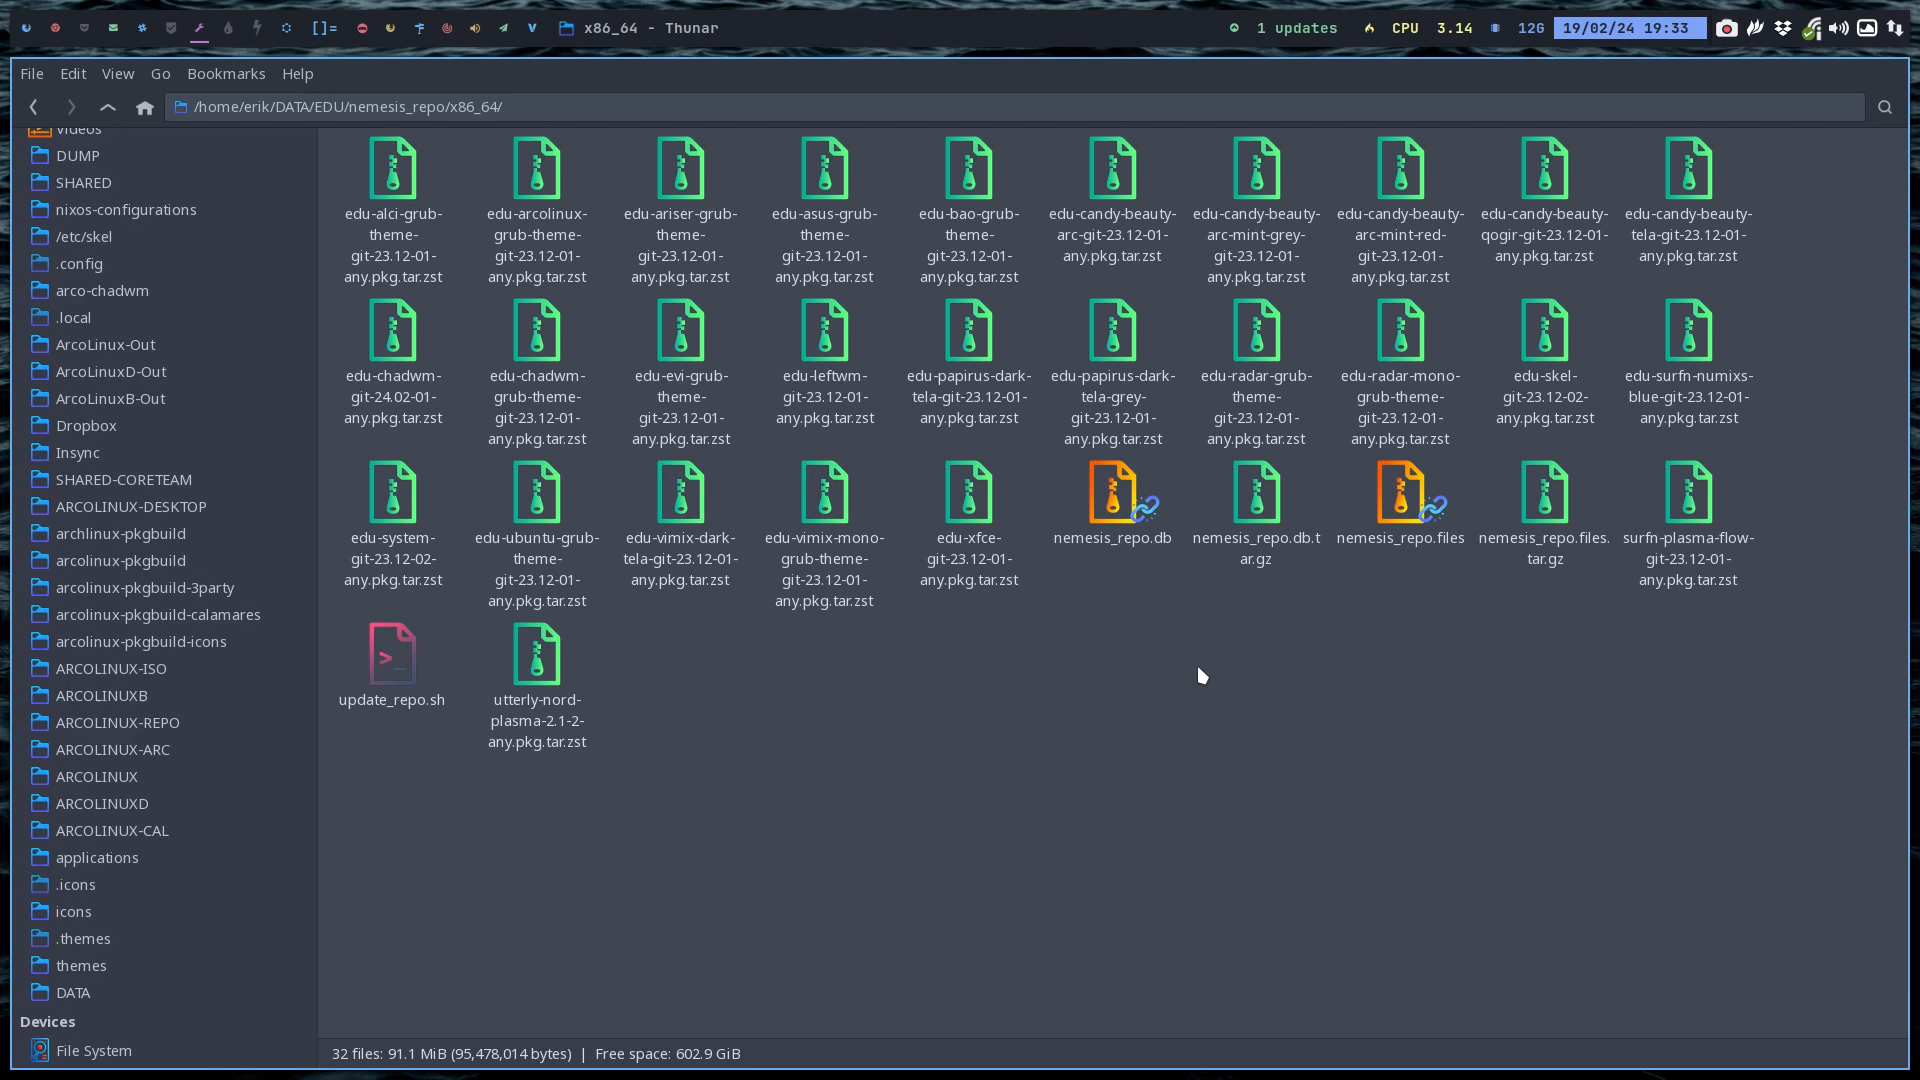 []= x86_64 - Thunar 1 updates CPU 3.14 12G 19/02/24 19:33
File Edit View Go Bookmarks Help
/home/erik/DATA/EDU/nemesis_repo/x86_64/
Videos
DUMP
SHARED
nixos-configurations
/etc/skel
.config
arco-chadwm
.local
ArcoLinux-Out
ArcoLinuxD-Out
ArcoLinuxB-Out
Dropbox
Insync
SHARED-CORETEAM
ARCOLINUX-DESKTOP
archlinux-pkgbuild
arcolinux-pkgbuild
arcolinux-pkgbuild-3party
arcolinux-pkgbuild-calamares
arcolinux-pkgbuild-icons
ARCOLINUX-ISO
ARCOLINUXB
ARCOLINUX-REPO
ARCOLINUX-ARC
ARCOLINUX
ARCOLINUXD
ARCOLINUX-CAL
applications
.icons
icons
.themes
themes
DATA
Devices
File System
edu-alci-grub-
theme-
git-23.12-01-
any.pkg.tar.zst
edu-arcolinux-
grub-theme-
git-23.12-01-
any.pkg.tar.zst
edu-ariser-grub-
theme-
git-23.12-01-
any.pkg.tar.zst
edu-asus-grub-
theme-
git-23.12-01-
any.pkg.tar.zst
edu-bao-grub-
theme-
git-23.12-01-
any.pkg.tar.zst
edu-candy-beauty-
arc-git-23.12-01-
any.pkg.tar.zst
edu-candy-beauty-
arc-mint-grey-
git-23.12-01-
any.pkg.tar.zst
edu-candy-beauty-
arc-mint-red-
git-23.12-01-
any.pkg.tar.zst
edu-candy-beauty-
qogir-git-23.12-01-
any.pkg.tar.zst
edu-candy-beauty-
tela-git-23.12-01-
any.pkg.tar.zst
edu-chadwm-
git-24.02-01-
any.pkg.tar.zst
edu-chadwm-
grub-theme-
git-23.12-01-
any.pkg.tar.zst
edu-evi-grub-
theme-
git-23.12-01-
any.pkg.tar.zst
edu-leftwm-
git-23.12-01-
any.pkg.tar.zst
edu-papirus-dark-
tela-git-23.12-01-
any.pkg.tar.zst
edu-papirus-dark-
tela-grey-
git-23.12-01-
any.pkg.tar.zst
edu-radar-grub-
theme-
git-23.12-01-
any.pkg.tar.zst
edu-radar-mono-
grub-theme-
git-23.12-01-
any.pkg.tar.zst
edu-skel-
git-23.12-02-
any.pkg.tar.zst
edu-surfn-numixs-
blue-git-23.12-01-
any.pkg.tar.zst
edu-system-
git-23.12-02-
any.pkg.tar.zst
edu-ubuntu-grub-
theme-
git-23.12-01-
any.pkg.tar.zst
edu-vimix-dark-
tela-git-23.12-01-
any.pkg.tar.zst
edu-vimix-mono-
grub-theme-
git-23.12-01-
any.pkg.tar.zst
edu-xfce-
git-23.12-01-
any.pkg.tar.zst
nemesis_repo.db
nemesis_repo.db.t
ar.gz
nemesis_repo.files
nemesis_repo.files.
tar.gz
surfn-plasma-flow-
git-23.12-01-
any.pkg.tar.zst
update_repo.sh
utterly-nord-
plasma-2.1-2-
any.pkg.tar.zst
32 files: 91.1 MiB (95,478,014 bytes) | Free space: 602.9 GiB